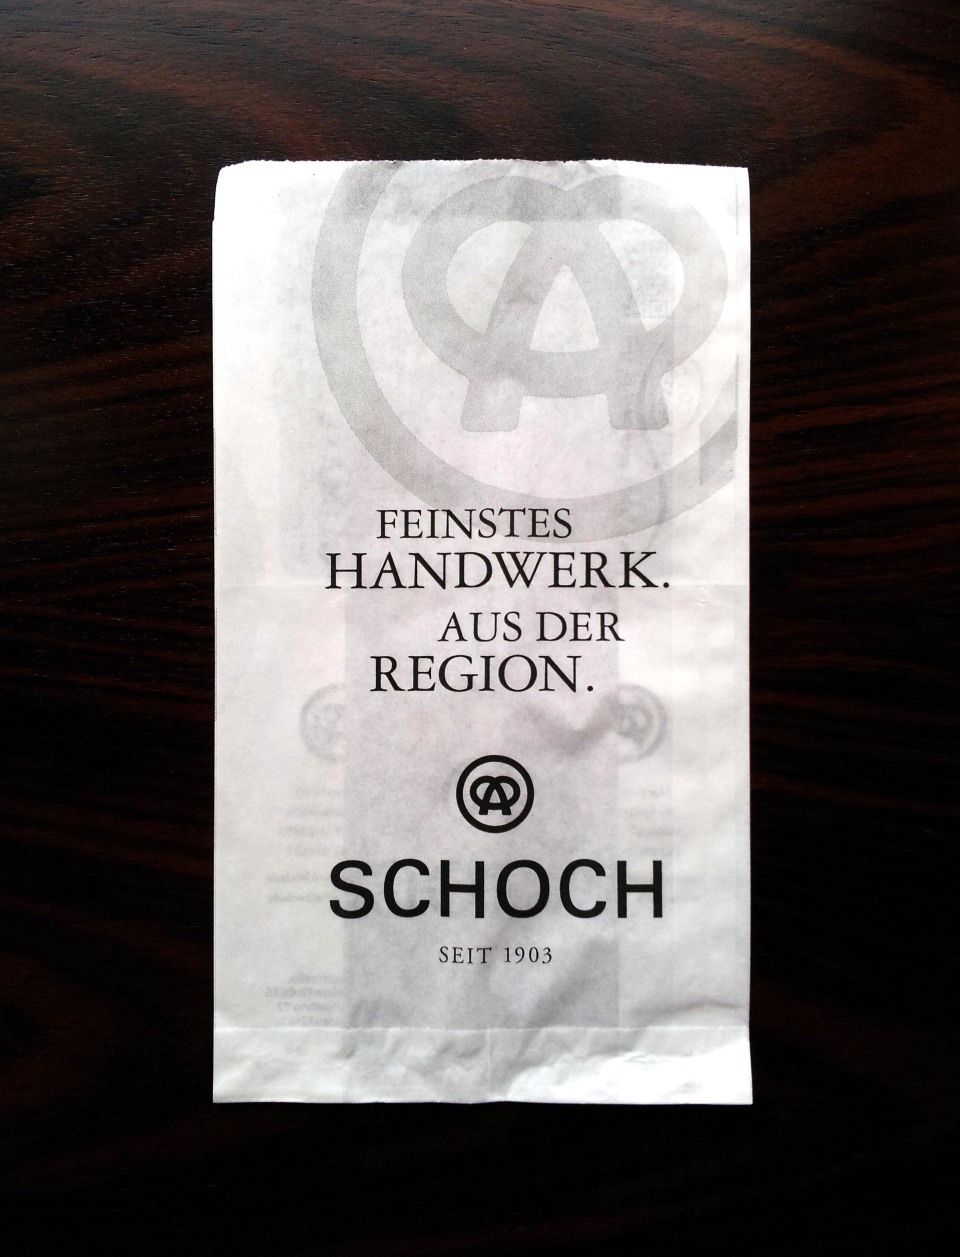 FEINSTES
HANDWERK.
AUS DER
REGION.
SCHOCH
SEIT 1903